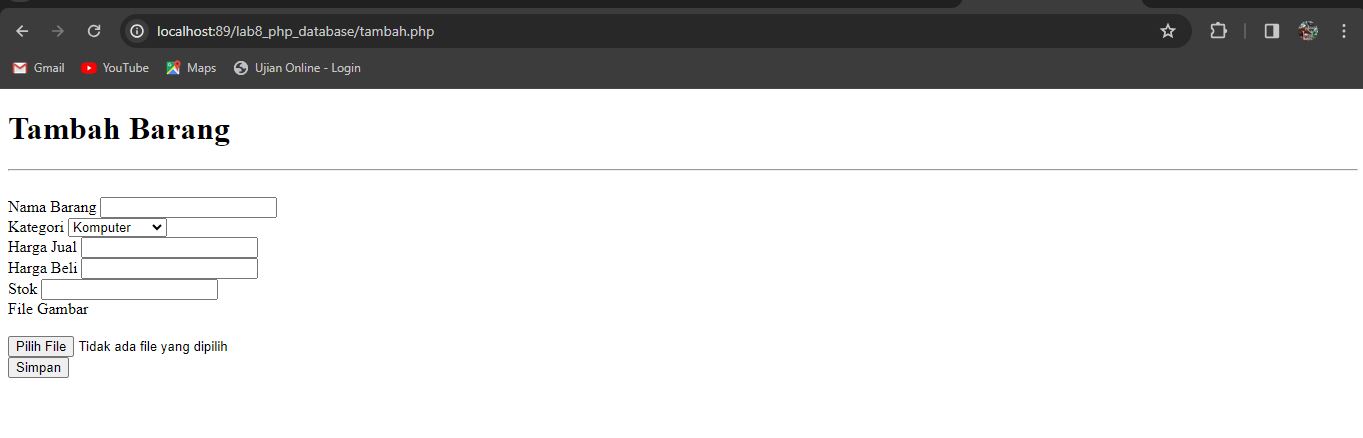 localhost:89/lab8_php_database/tambah.php
Gmail YouTube Maps Ujian Online - Login
Tambah Barang
Nama Barang
Kategori Komputer
Harga Jual
Harga Beli
Stok
File Gambar
Pilih File Tidak ada file yang dipilih
Simpan